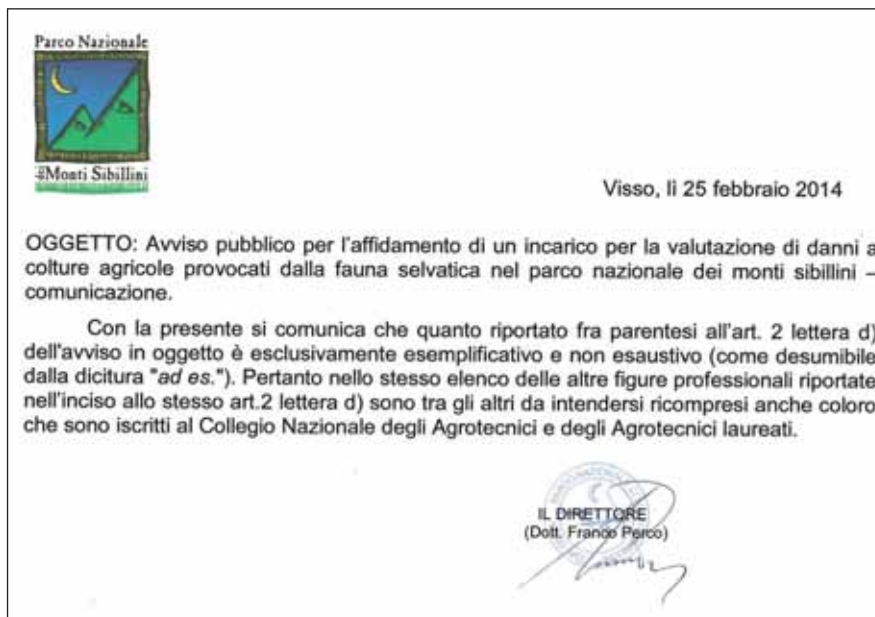 Parco Nazionale
dei Monti Sibillini
Visso, lì 25 febbraio 2014
OGGETTO: Avviso pubblico per l'affidamento di un incarico per la valutazione di danni a
colture agricole provocati dalla fauna selvatica nel parco nazionale dei monti sibillini –
comunicazione.
Con la presente si comunica che quanto riportato fra parentesi all'art. 2 lettera d)
dell'avviso in oggetto è esclusivamente esemplificativo e non esaustivo (come desumibile
dalla dicitura "ad es."). Pertanto nello stesso elenco delle altre figure professionali riportate
nell'inciso allo stesso art.2 lettera d) sono tra gli altri da intendersi ricompresi anche coloro
che sono iscritti al Collegio Nazionale degli Agrotecnici e degli Agrotecnici laureati.
IL DIRETTORE
(Dott. Franco Perco)